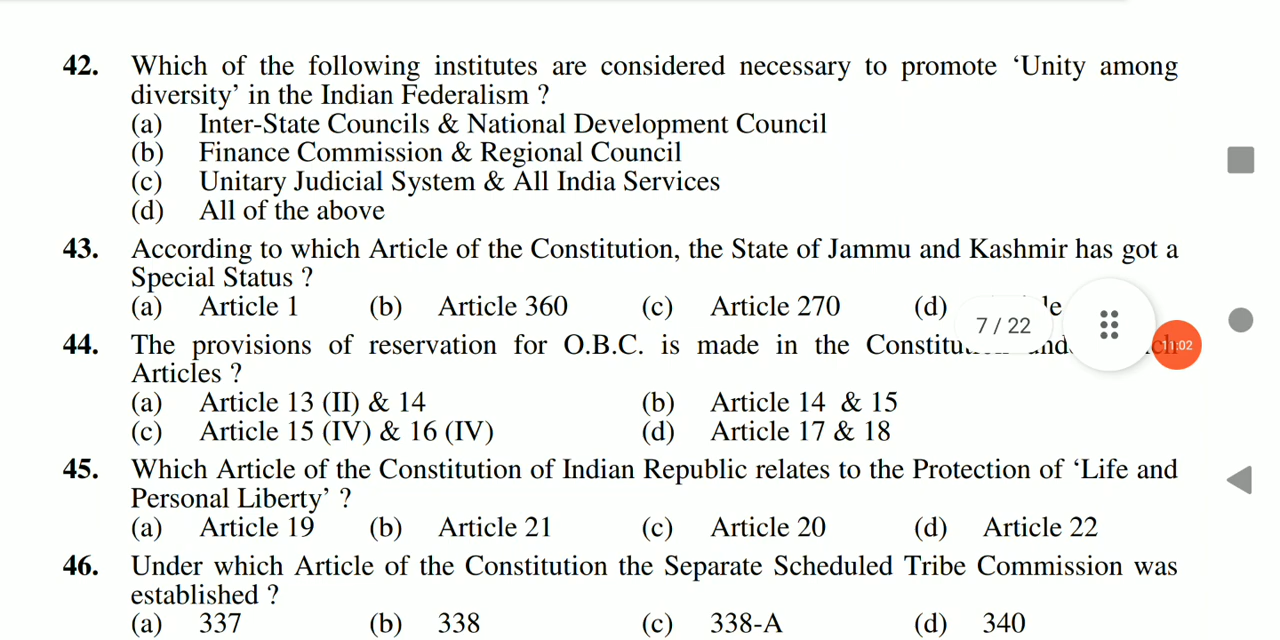 42. Which of the following institutes are considered necessary to promote ‘Unity among
diversity’ in the Indian Federalism ?
(a) Inter-State Councils & National Development Council
(b) Finance Commission & Regional Council
(c) Unitary Judicial System & All India Services
(d) All of the above
43. According to which Article of the Constitution, the State of Jammu and Kashmir has got a
Special Status ?
(a) Article 1 (b) Article 360 (c) Article 270 (d)
7 / 22
44. The provisions of reservation for O.B.C. is made in the
11:02
Articles ?
(a) Article 13 (II) & 14 (b) Article 14 & 15
(c) Article 15 (IV) & 16 (IV) (d) Article 17 & 18
45. Which Article of the Constitution of Indian Republic relates to the Protection of ‘Life and
Personal Liberty’ ?
(a) Article 19 (b) Article 21 (c) Article 20 (d) Article 22
46. Under which Article of the Constitution the Separate Scheduled Tribe Commission was
established ?
(a) 337 (b) 338 (c) 338-A (d) 340